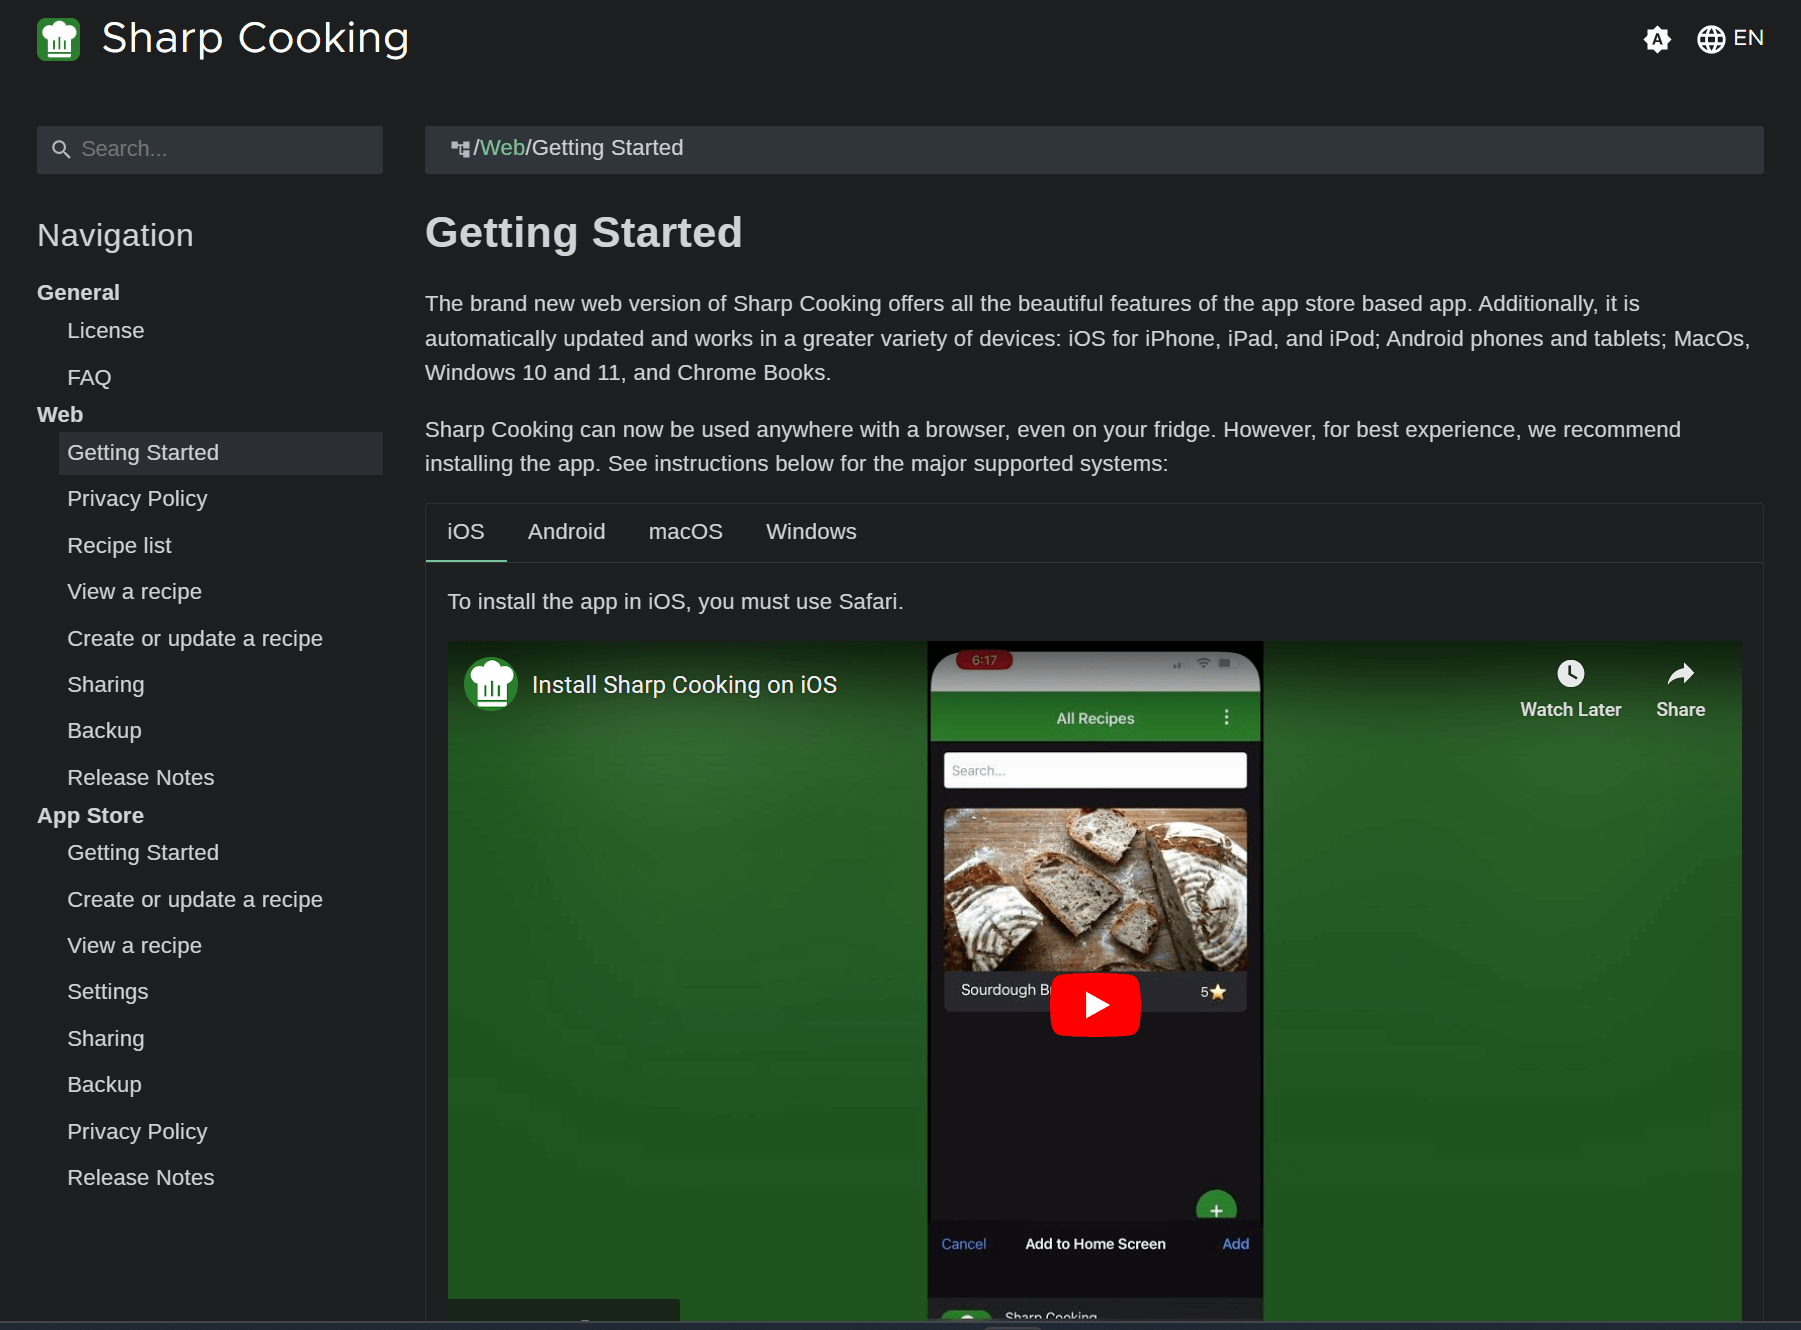 Sharp Cooking
A
EN
Search...
/Web/Getting Started
Navigation
General
License
FAQ
Web
Getting Started
Privacy Policy
Recipe list
View a recipe
Create or update a recipe
Sharing
Backup
Release Notes
App Store
Getting Started
Create or update a recipe
View a recipe
Settings
Sharing
Backup
Privacy Policy
Release Notes
Getting Started
The brand new web version of Sharp Cooking offers all the beautiful features of the app store based app. Additionally, it is
automatically updated and works in a greater variety of devices: iOS for iPhone, iPad, and iPod; Android phones and tablets; MacOs,
Windows 10 and 11, and Chrome Books.
Sharp Cooking can now be used anywhere with a browser, even on your fridge. However, for best experience, we recommend
installing the app. See instructions below for the major supported systems:
iOS Android macOS Windows
To install the app in iOS, you must use Safari.
Install Sharp Cooking on iOS
Watch Later
Share
6:17
All Recipes
Search...
Sourdough
5
Cancel Add to Home Screen Add
Sharp Cooking